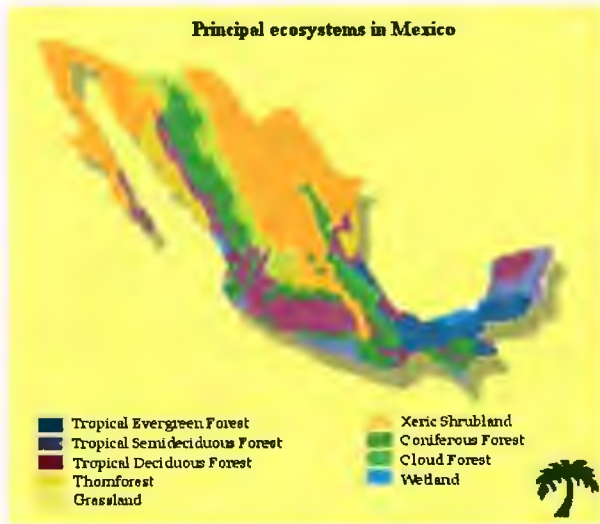 Principal ecosystems in Mexico
Tropical Evergreen Forest
Tropical Semideciduous Forest
Tropical Deciduous Forest
Thornforest
Grassland
Xeric Shrubland
Coniferous Forest
Cloud Forest
Wetland